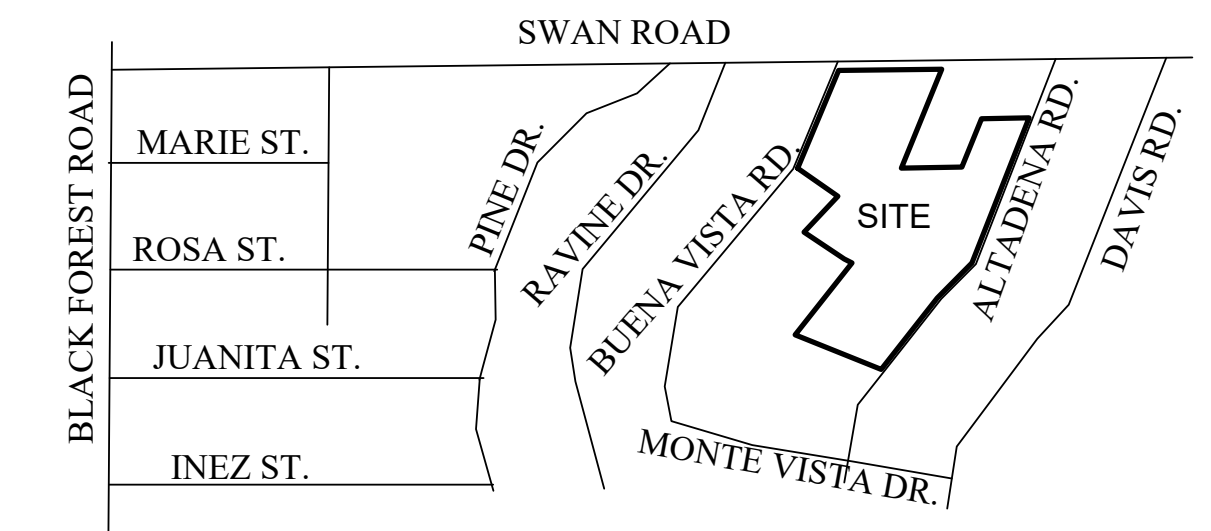 SWAN ROAD
BLACK FOREST ROAD
MARIE ST.
ROSA ST.
JUANITA ST.
INEZ ST.
PINE DR.
RAVINE DR.
BUENA VISTA RD.
SITE
ALTADENA RD.
DAVIS RD.
MONTE VISTA DR.